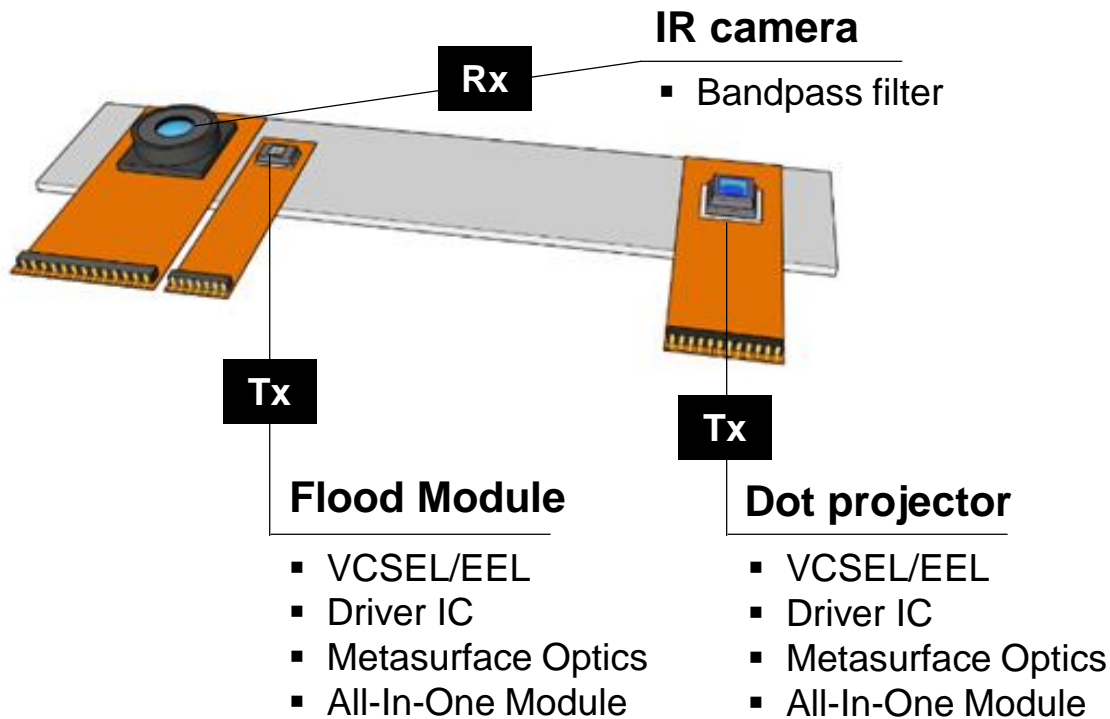 IR camera
Rx
▪ Bandpass filter
Tx
Tx
Flood Module
▪ VCSEL/EEL
▪ Driver IC
▪ Metasurface Optics
▪ All-In-One Module
Dot projector
▪ VCSEL/EEL
▪ Driver IC
▪ Metasurface Optics
▪ All-In-One Module